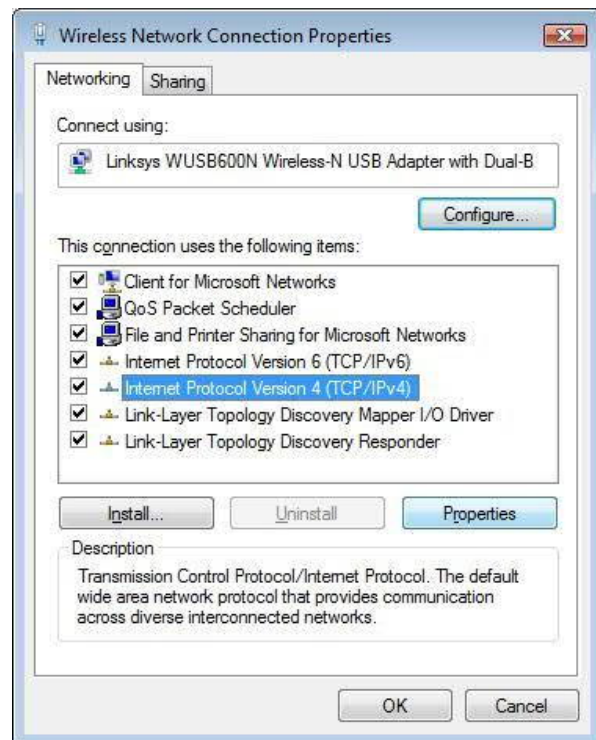 Wireless Network Connection Properties
Networking
Sharing
Connect using:
Linksys WUSB600N Wireless-N USB Adapter with Dual-B
Configure...
This connection uses the following items:
Client for Microsoft Networks
QoS Packet Scheduler
File and Printer Sharing for Microsoft Networks
Internet Protocol Version 6 (TCP/IPv6)
Internet Protocol Version 4 (TCP/IPv4)
Link-Layer Topology Discovery Mapper I/O Driver
Link-Layer Topology Discovery Responder
Install...
Uninstall
Properties
Description
Transmission Control Protocol/Internet Protocol. The default
wide area network protocol that provides communication
across diverse interconnected networks.
OK
Cancel